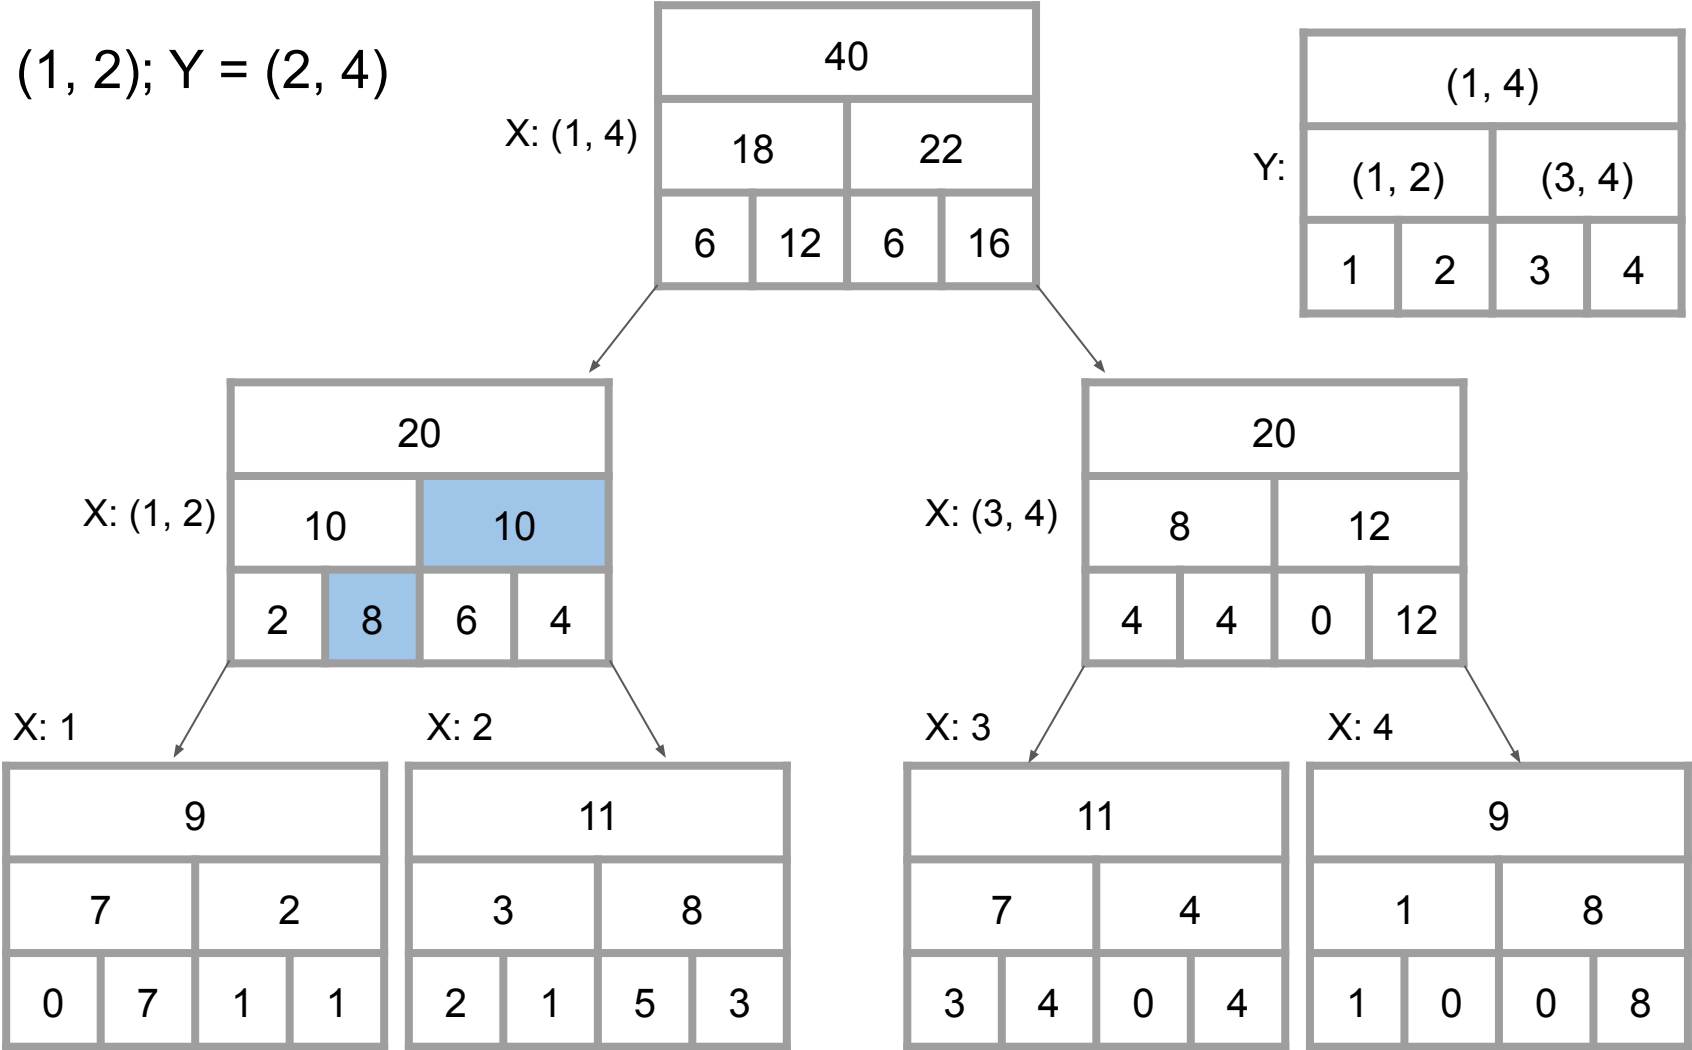 (1, 2); Y = (2, 4)
40
X: (1, 4)
18 22
6 12 6 16
(1, 4)
Y:
(1, 2) (3, 4)
1 2 3 4
20
X: (1, 2)
10 10
2 8 6 4
20
X: (3, 4)
8 12
4 4 0 12
X: 1
9
7 2
0 7 1 1
X: 2
11
3 8
2 1 5 3
X: 3
11
7 4
3 4 0 4
X: 4
9
1 8
1 0 0 8